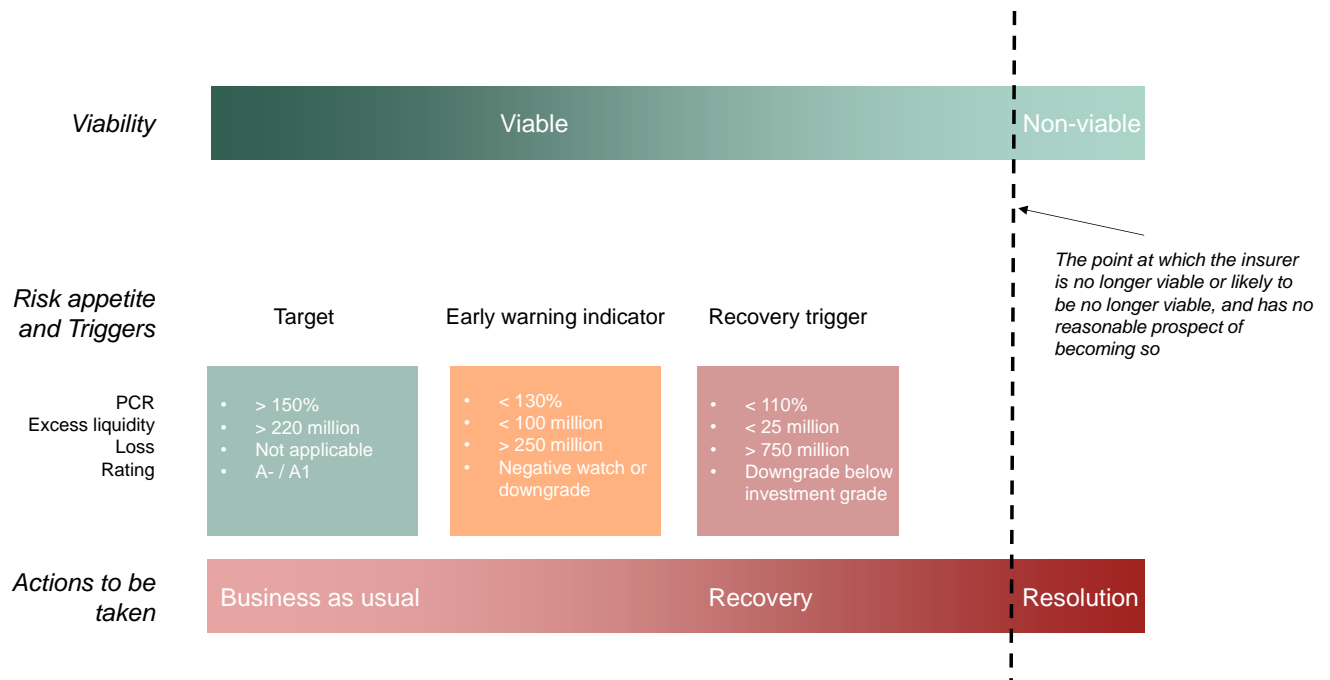 Viability
Viable
Non-viable
The point at which the insurer
is no longer viable or likely to
be no longer viable, and has no
reasonable prospect of
becoming so
Risk appetite
and Triggers
Target
Early warning indicator
Recovery trigger
PCR
Excess liquidity
Loss
Rating
• > 150%
• > 220 million
• Not applicable
• A- / A1
• < 130%
• < 100 million
• > 250 million
• Negative watch or
downgrade
• < 110%
• < 25 million
• > 750 million
• Downgrade below
investment grade
Actions to be
taken
Business as usual
Recovery
Resolution